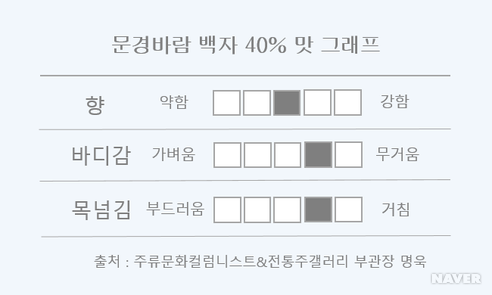 문경바람 백자 40% 맛 그래프
향 약함 강함
바디감 가벼움 무거움
목넘김 부드러움 거침
출처 : 주류문화컬럼니스트&전통주갤러리 부관장 명욱
NAVER